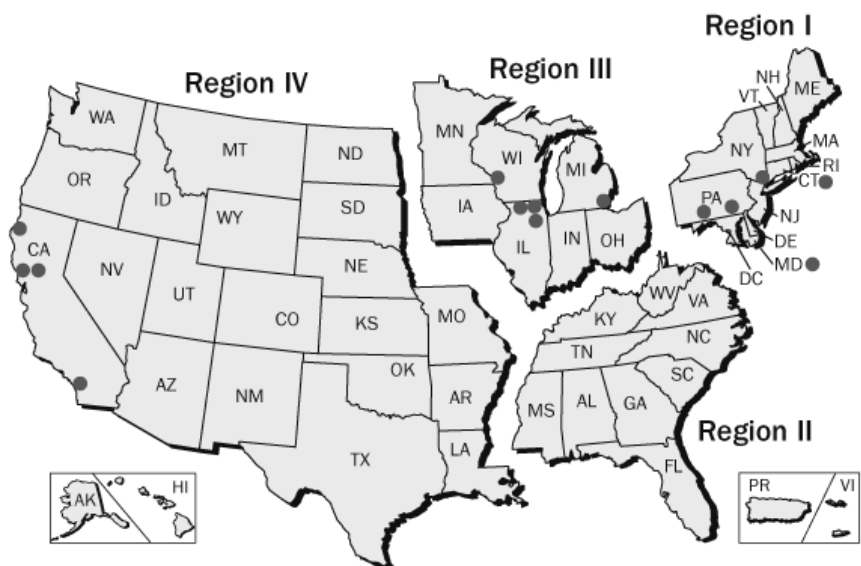 Region I
Region III
Region IV
NH
ME
VT
WA
MT
ND
MN
WI
MI
NY
MA
RI
CT
OR
ID
WY
SD
IA
PA
NJ
CA
NV
UT
CO
NE
IL
IN
OH
DE
MD
DC
KS
MO
WV
VA
KY
NC
TN
AZ
NM
OK
AR
SC
MS
AL
GA
TX
LA
Region II
FL
AK
HI
PR
VI